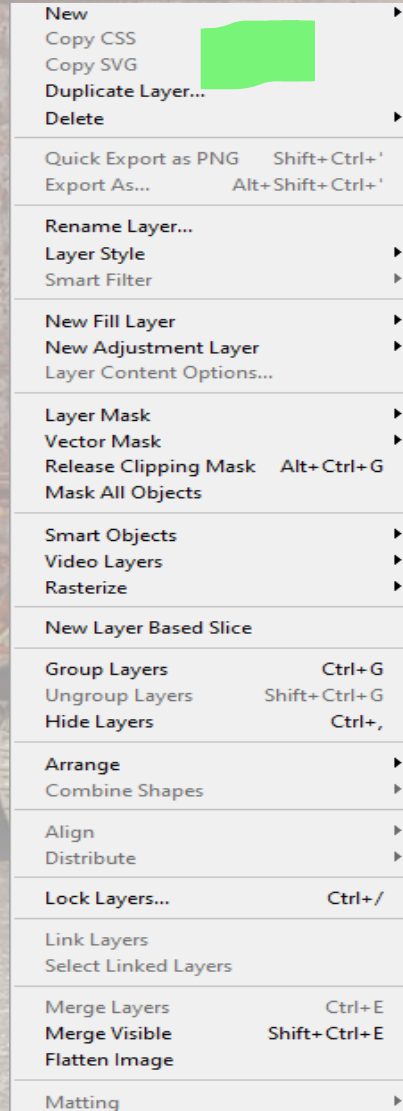 New
Copy CSS
Copy SVG
Duplicate Layer...
Delete
Quick Export as PNG Shift+Ctrl+'
Export As... Alt+Shift+Ctrl+'
Rename Layer...
Layer Style
Smart Filter
New Fill Layer
New Adjustment Layer
Layer Content Options...
Layer Mask
Vector Mask
Release Clipping Mask Alt+Ctrl+G
Mask All Objects
Smart Objects
Video Layers
Rasterize
New Layer Based Slice
Group Layers Ctrl+G
Ungroup Layers Shift+Ctrl+G
Hide Layers Ctrl+,
Arrange
Combine Shapes
Align
Distribute
Lock Layers... Ctrl+/
Link Layers
Select Linked Layers
Merge Layers Ctrl+E
Merge Visible Shift+Ctrl+E
Flatten Image
Matting